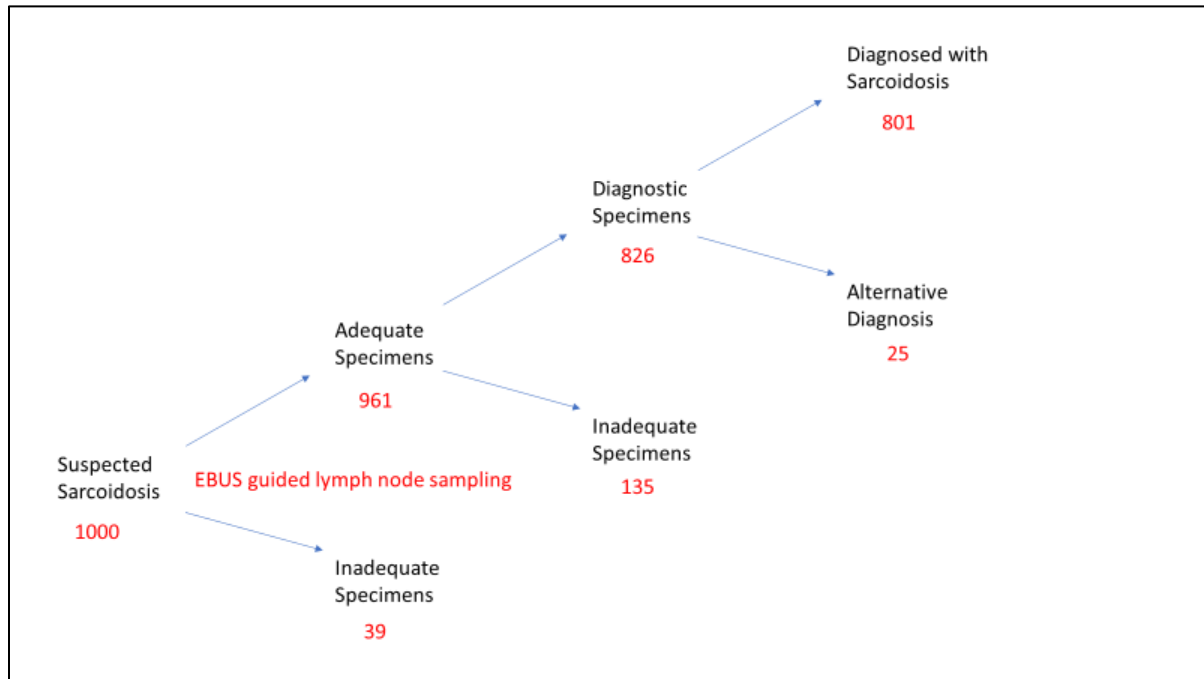 Diagnosed with
Sarcoidosis
801
Diagnostic
Specimens
826
Alternative
Diagnosis
25
Adequate
Specimens
961
Inadequate
Specimens
135
Suspected
Sarcoidosis
1000
EBUS guided lymph node sampling
Inadequate
Specimens
39